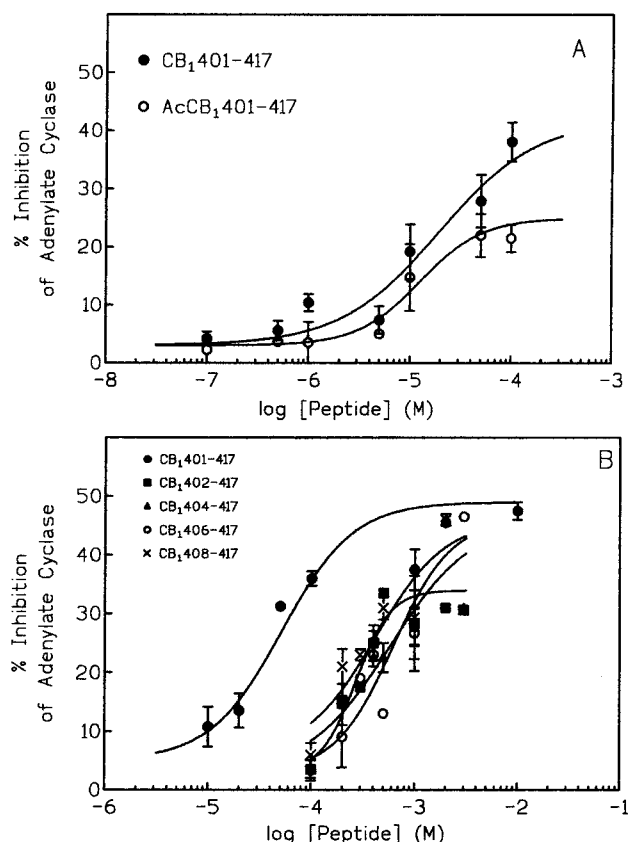 A
CB₁401-417
AcCB₁401-417
% Inhibition
of Adenylate Cyclase
50
40
30
20
10
0
-8
-7
-6
-5
-4
-3
log [Peptide] (M)
B
CB₁401-417
CB₁402-417
CB₁404-417
CB₁406-417
CB₁408-417
% Inhibition
of Adenylate Cyclase
50
40
30
20
10
0
-6
-5
-4
-3
-2
-1
log [Peptide] (M)